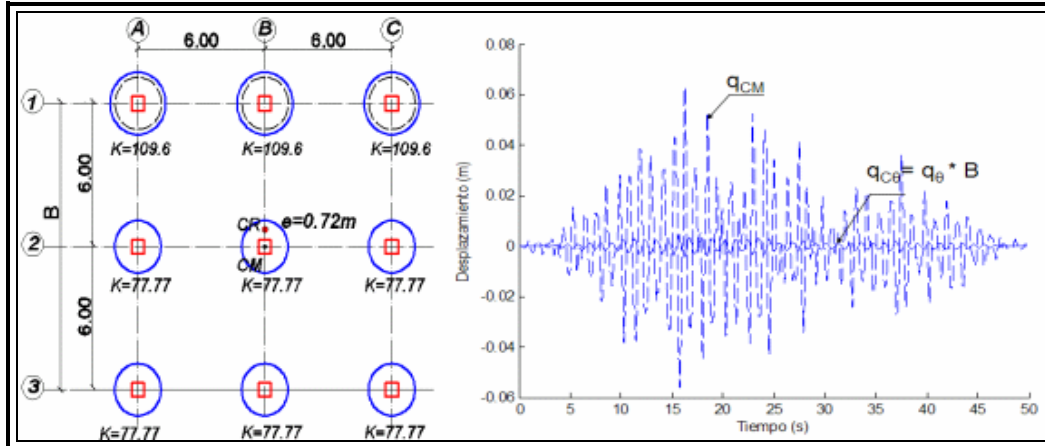 A B C
6.00 6.00
1
K=109.6 K=109.6 K=109.6
6.00
B
CR e=0.72m
2
CM
K=77.77 K=77.77 K=77.77
6.00
3
K=77.77 K=77.77 K=77.77
0.08
0.06
0.04
0.02
0
-0.02
-0.04
-0.06
Desplazamiento (m)
qCM
qCθ= qθ * B
0 5 10 15 20 25 30 35 40 45 50
Tiempo (s)